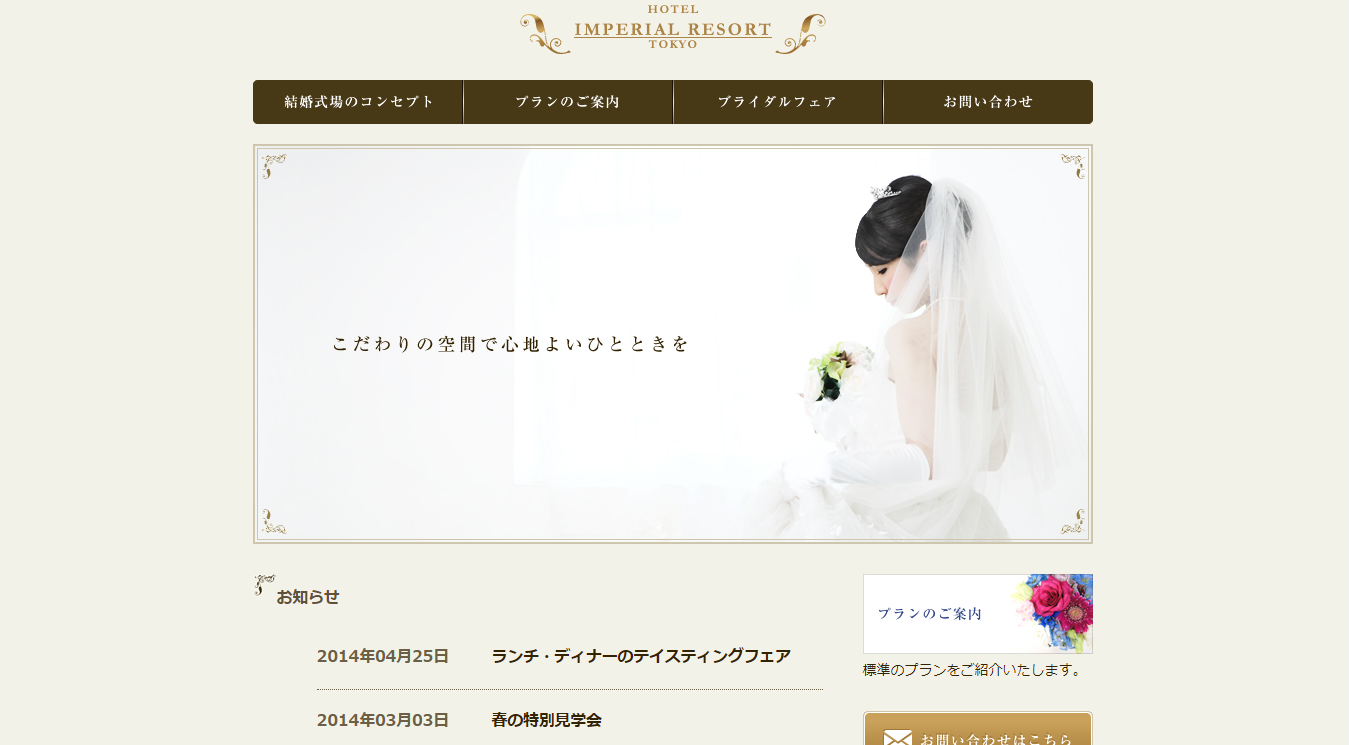 HOTEL
IMPERIAL RESORT
TOKYO
結婚式場のコンセプト
プランのご案内
ブライダルフェア
お問い合わせ
こだわりの空間で心地よいひとときを
お知らせ
2014年04月25日 ランチ・ディナーのテイスティングフェア
2014年03月03日 春の特別見学会
プランのご案内
標準のプランをご紹介いたします。
お問い合わせはこちら